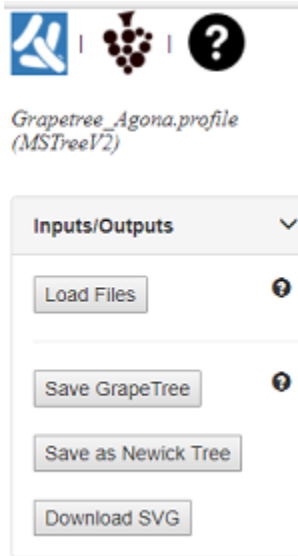 Grapetree_Agona.profile
(MSTreeV2)
Inputs/Outputs
Load Files
Save GrapeTree
Save as Newick Tree
Download SVG